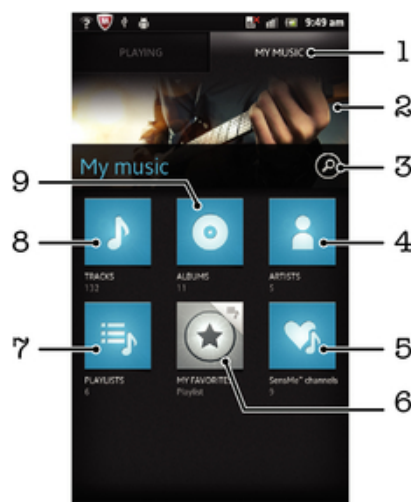 9:49 am
PLAYING
MY MUSIC
1
2
My music
3
9
8
4
TRACKS
132
ALBUMS
11
ARTISTS
5
7
5
PLAYLISTS
6
MY FAVORITES
Playlist
SensMe™ channels
9
6